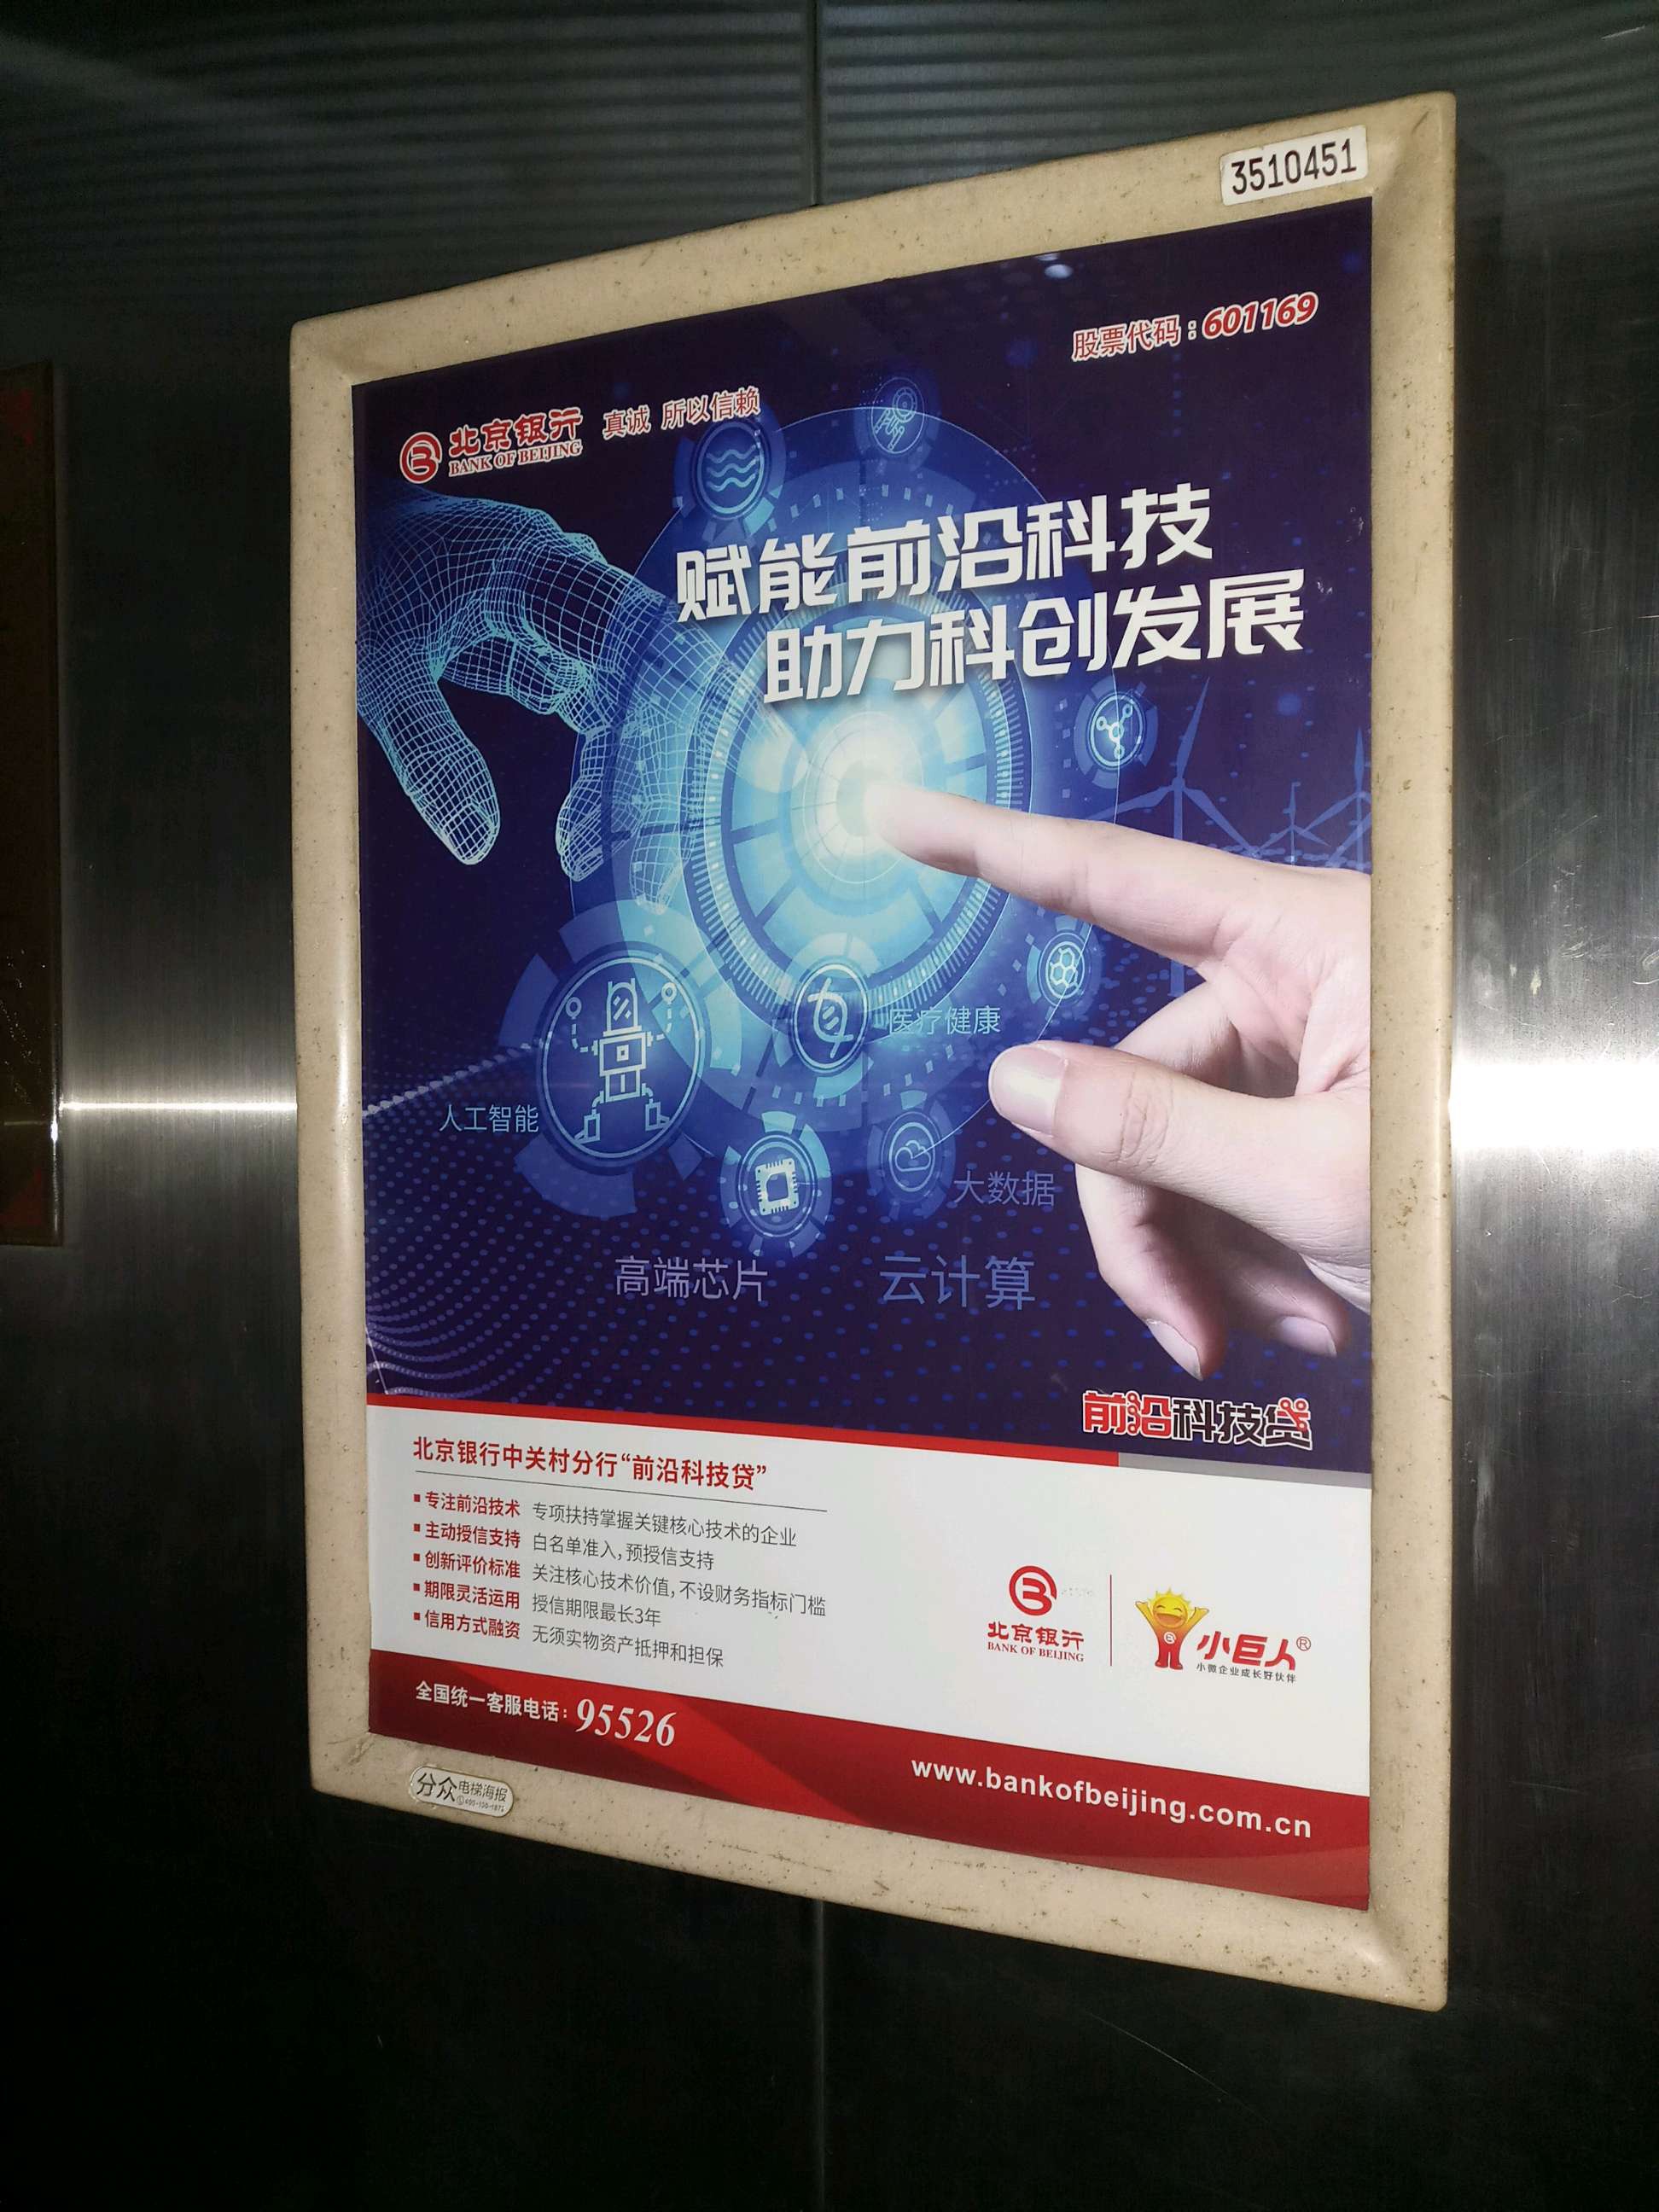 3510451
股票代码：601169
北京银行 真诚 所以信赖
BANK OF BEIJING
赋能前沿科技
助力科创发展
医疗健康
人工智能
大数据
高端芯片
云计算
前沿科技贷
北京银行中关村分行“前沿科技贷”
▪专注前沿技术 专项扶持掌握关键核心技术的企业
▪主动授信支持 白名单准入，预授信支持
▪创新评价标准 关注核心技术价值，不设财务指标门槛
▪期限灵活运用 授信期限最长3年
▪信用方式融资 无须实物资产抵押和担保
北京银行
BANK OF BEIJING
小巨人®
小微企业成长好伙伴
全国统一客服电话：95526
www.bankofbeijing.com.cn
分众电梯海报